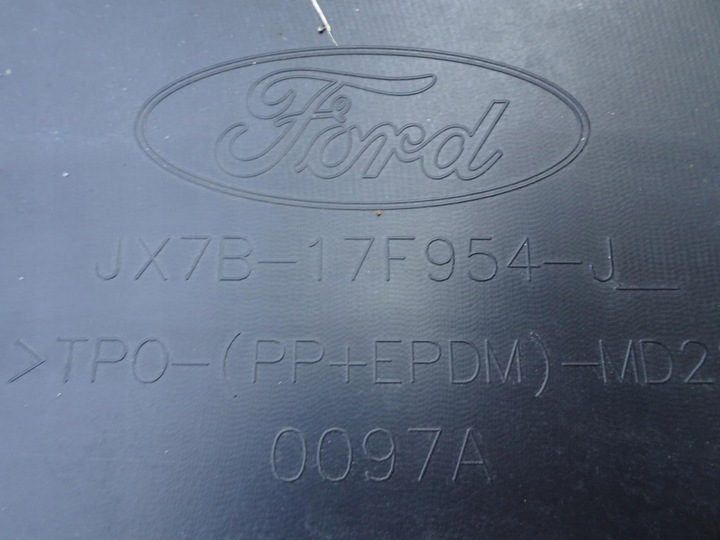 Ford
JX7B-17F954-J__
>TPO-(PP+EPDM)-MD2
0097A